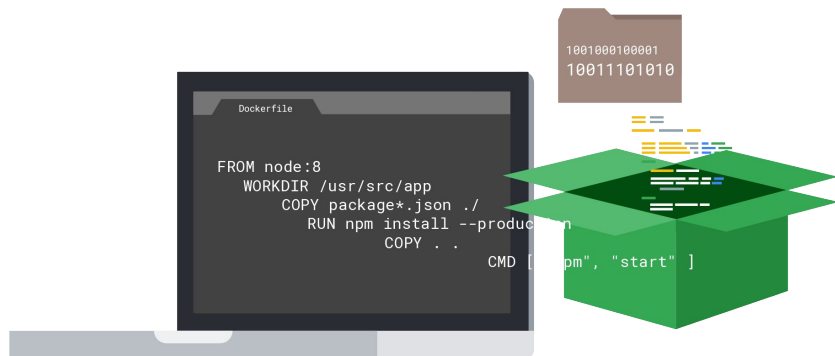 1001000100001
10011101010
Dockerfile
FROM node:8
WORKDIR /usr/src/app
COPY package*.json ./
RUN npm install --production
COPY . .
CMD [ "npm", "start" ]